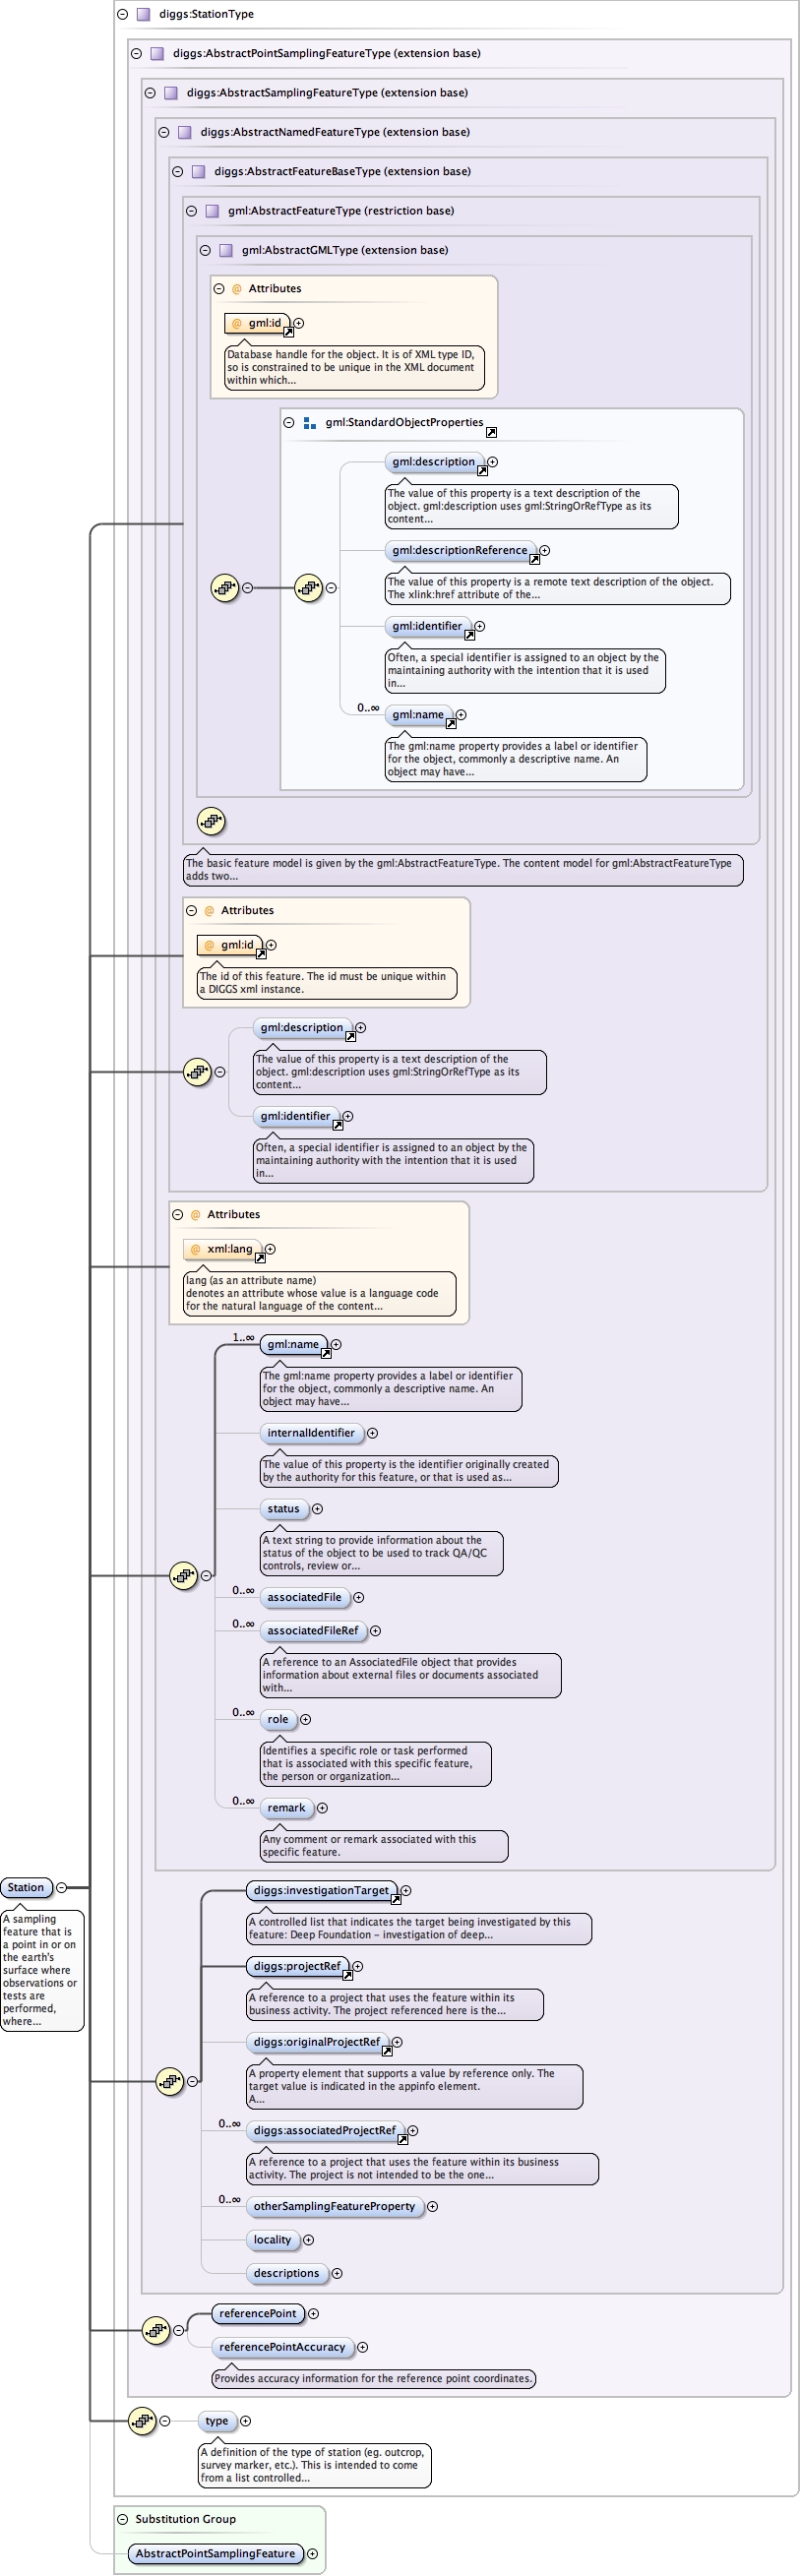 diggs:StationType
diggs:AbstractPointSamplingFeatureType (extension base)
diggs:AbstractSamplingFeatureType (extension base)
diggs:AbstractNamedFeatureType (extension base)
diggs:AbstractFeatureBaseType (extension base)
gml:AbstractFeatureType (restriction base)
gml:AbstractGMLType (extension base)
@ Attributes
@ gml:id
Database handle for the object. It is of XML type ID,
so is constrained to be unique in the XML document
within which...
gml:StandardObjectProperties
gml:description
The value of this property is a text description of the
object. gml:description uses gml:StringOrRefType as its
content...
gml:descriptionReference
The value of this property is a remote text description of the object.
The xlink:href attribute of the...
gml:identifier
Often, a special identifier is assigned to an object by the
maintaining authority with the intention that it is used
in...
0..∞ gml:name
The gml:name property provides a label or identifier
for the object, commonly a descriptive name. An
object may have...
The basic feature model is given by the gml:AbstractFeatureType. The content model for gml:AbstractFeatureType
adds two...
@ Attributes
@ gml:id
The id of this feature. The id must be unique within
a DIGGS xml instance.
gml:description
The value of this property is a text description of the
object. gml:description uses gml:StringOrRefType as its
content...
gml:identifier
Often, a special identifier is assigned to an object by the
maintaining authority with the intention that it is used
in...
@ Attributes
@ xml:lang
lang (as an attribute name)
denotes an attribute whose value is a language code
for the natural language of the content...
1..∞ gml:name
The gml:name property provides a label or identifier
for the object, commonly a descriptive name. An
object may have...
internalIdentifier
The value of this property is the identifier originally created
by the authority for this feature, or that is used as...
status
A text string to provide information about the
status of the object to be used to track QA/QC
controls, review or...
0..∞ associatedFile
0..∞ associatedFileRef
A reference to an AssociatedFile object that provides
information about external files or documents associated
with...
0..∞ role
Identifies a specific role or task performed
that is associated with this specific feature,
the person or organization...
0..∞ remark
Any comment or remark associated with this
specific feature.
Station
A sampling
feature that is
a point in or on
the earth's
surface where
observations or
tests are
performed,
where...
diggs:investigationTarget
A controlled list that indicates the target being investigated by this
feature: Deep Foundation - investigation of deep...
diggs:projectRef
A reference to a project that uses the feature within its
business activity. The project referenced here is the...
diggs:originalProjectRef
A property element that supports a value by reference only. The
target value is indicated in the appinfo element.
A...
0..∞ diggs:associatedProjectRef
A reference to a project that uses the feature within its business
activity. The project is not intended to be the one...
0..∞ otherSamplingFeatureProperty
locality
descriptions
referencePoint
referencePointAccuracy
Provides accuracy information for the reference point coordinates.
type
A definition of the type of station (eg. outcrop,
survey marker, etc.). This is intended to come
from a list controlled...
Substitution Group
AbstractPointSamplingFeature